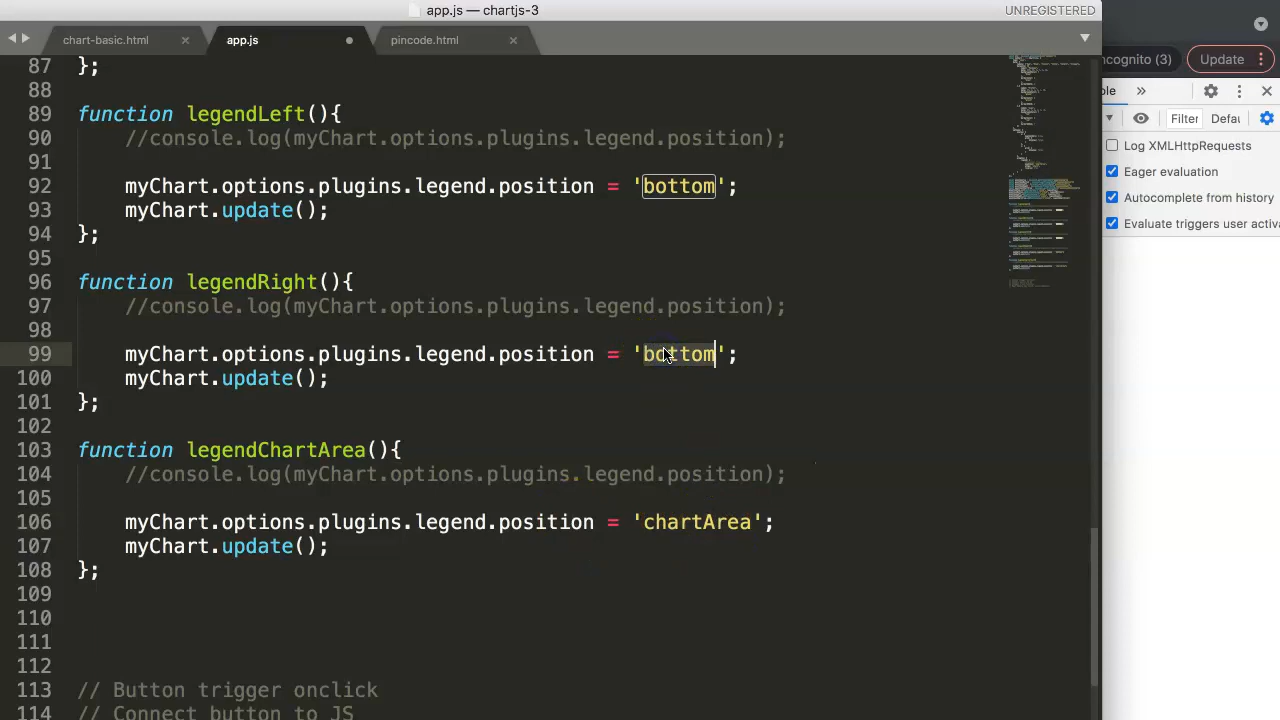 app.js — chartjs-3
UNREGISTERED
chart-basic.html
app.js
pincode.html
ncognito (3)
Update
87 };
88
89 function legendLeft(){
90 //console.log(myChart.options.plugins.legend.position);
91
92 myChart.options.plugins.legend.position = 'bottom';
93 myChart.update();
94 };
95
96 function legendRight(){
97 //console.log(myChart.options.plugins.legend.position);
98
99 myChart.options.plugins.legend.position = 'bottom';
100 myChart.update();
101 };
102
103 function legendChartArea(){
104 //console.log(myChart.options.plugins.legend.position);
105
106 myChart.options.plugins.legend.position = 'chartArea';
107 myChart.update();
108 };
109
110
111
112
113 // Button trigger onclick
114 // Connect button to JS
ole
Filter
Defau
Log XMLHttpRequests
Eager evaluation
Autocomplete from history
Evaluate triggers user activa